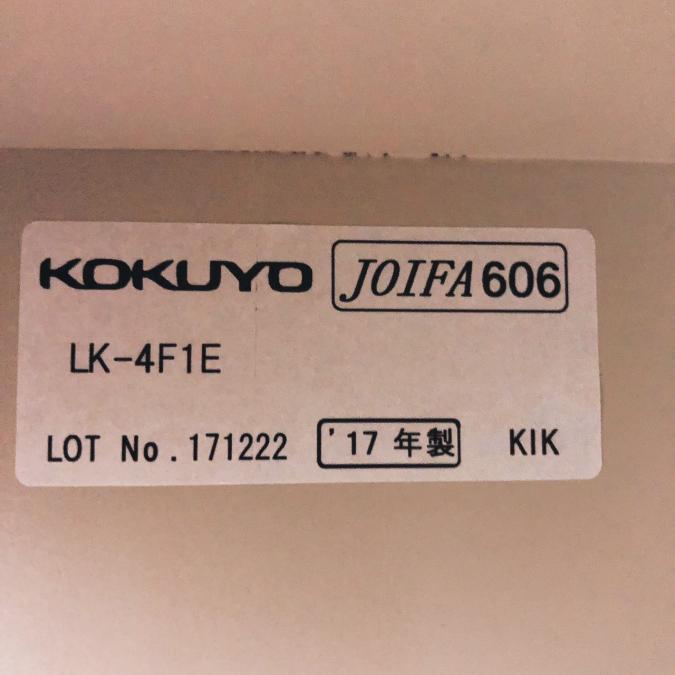 KOKUYO JOIFA606
LK-4F1E
LOT No.171222 '17年製 KIK